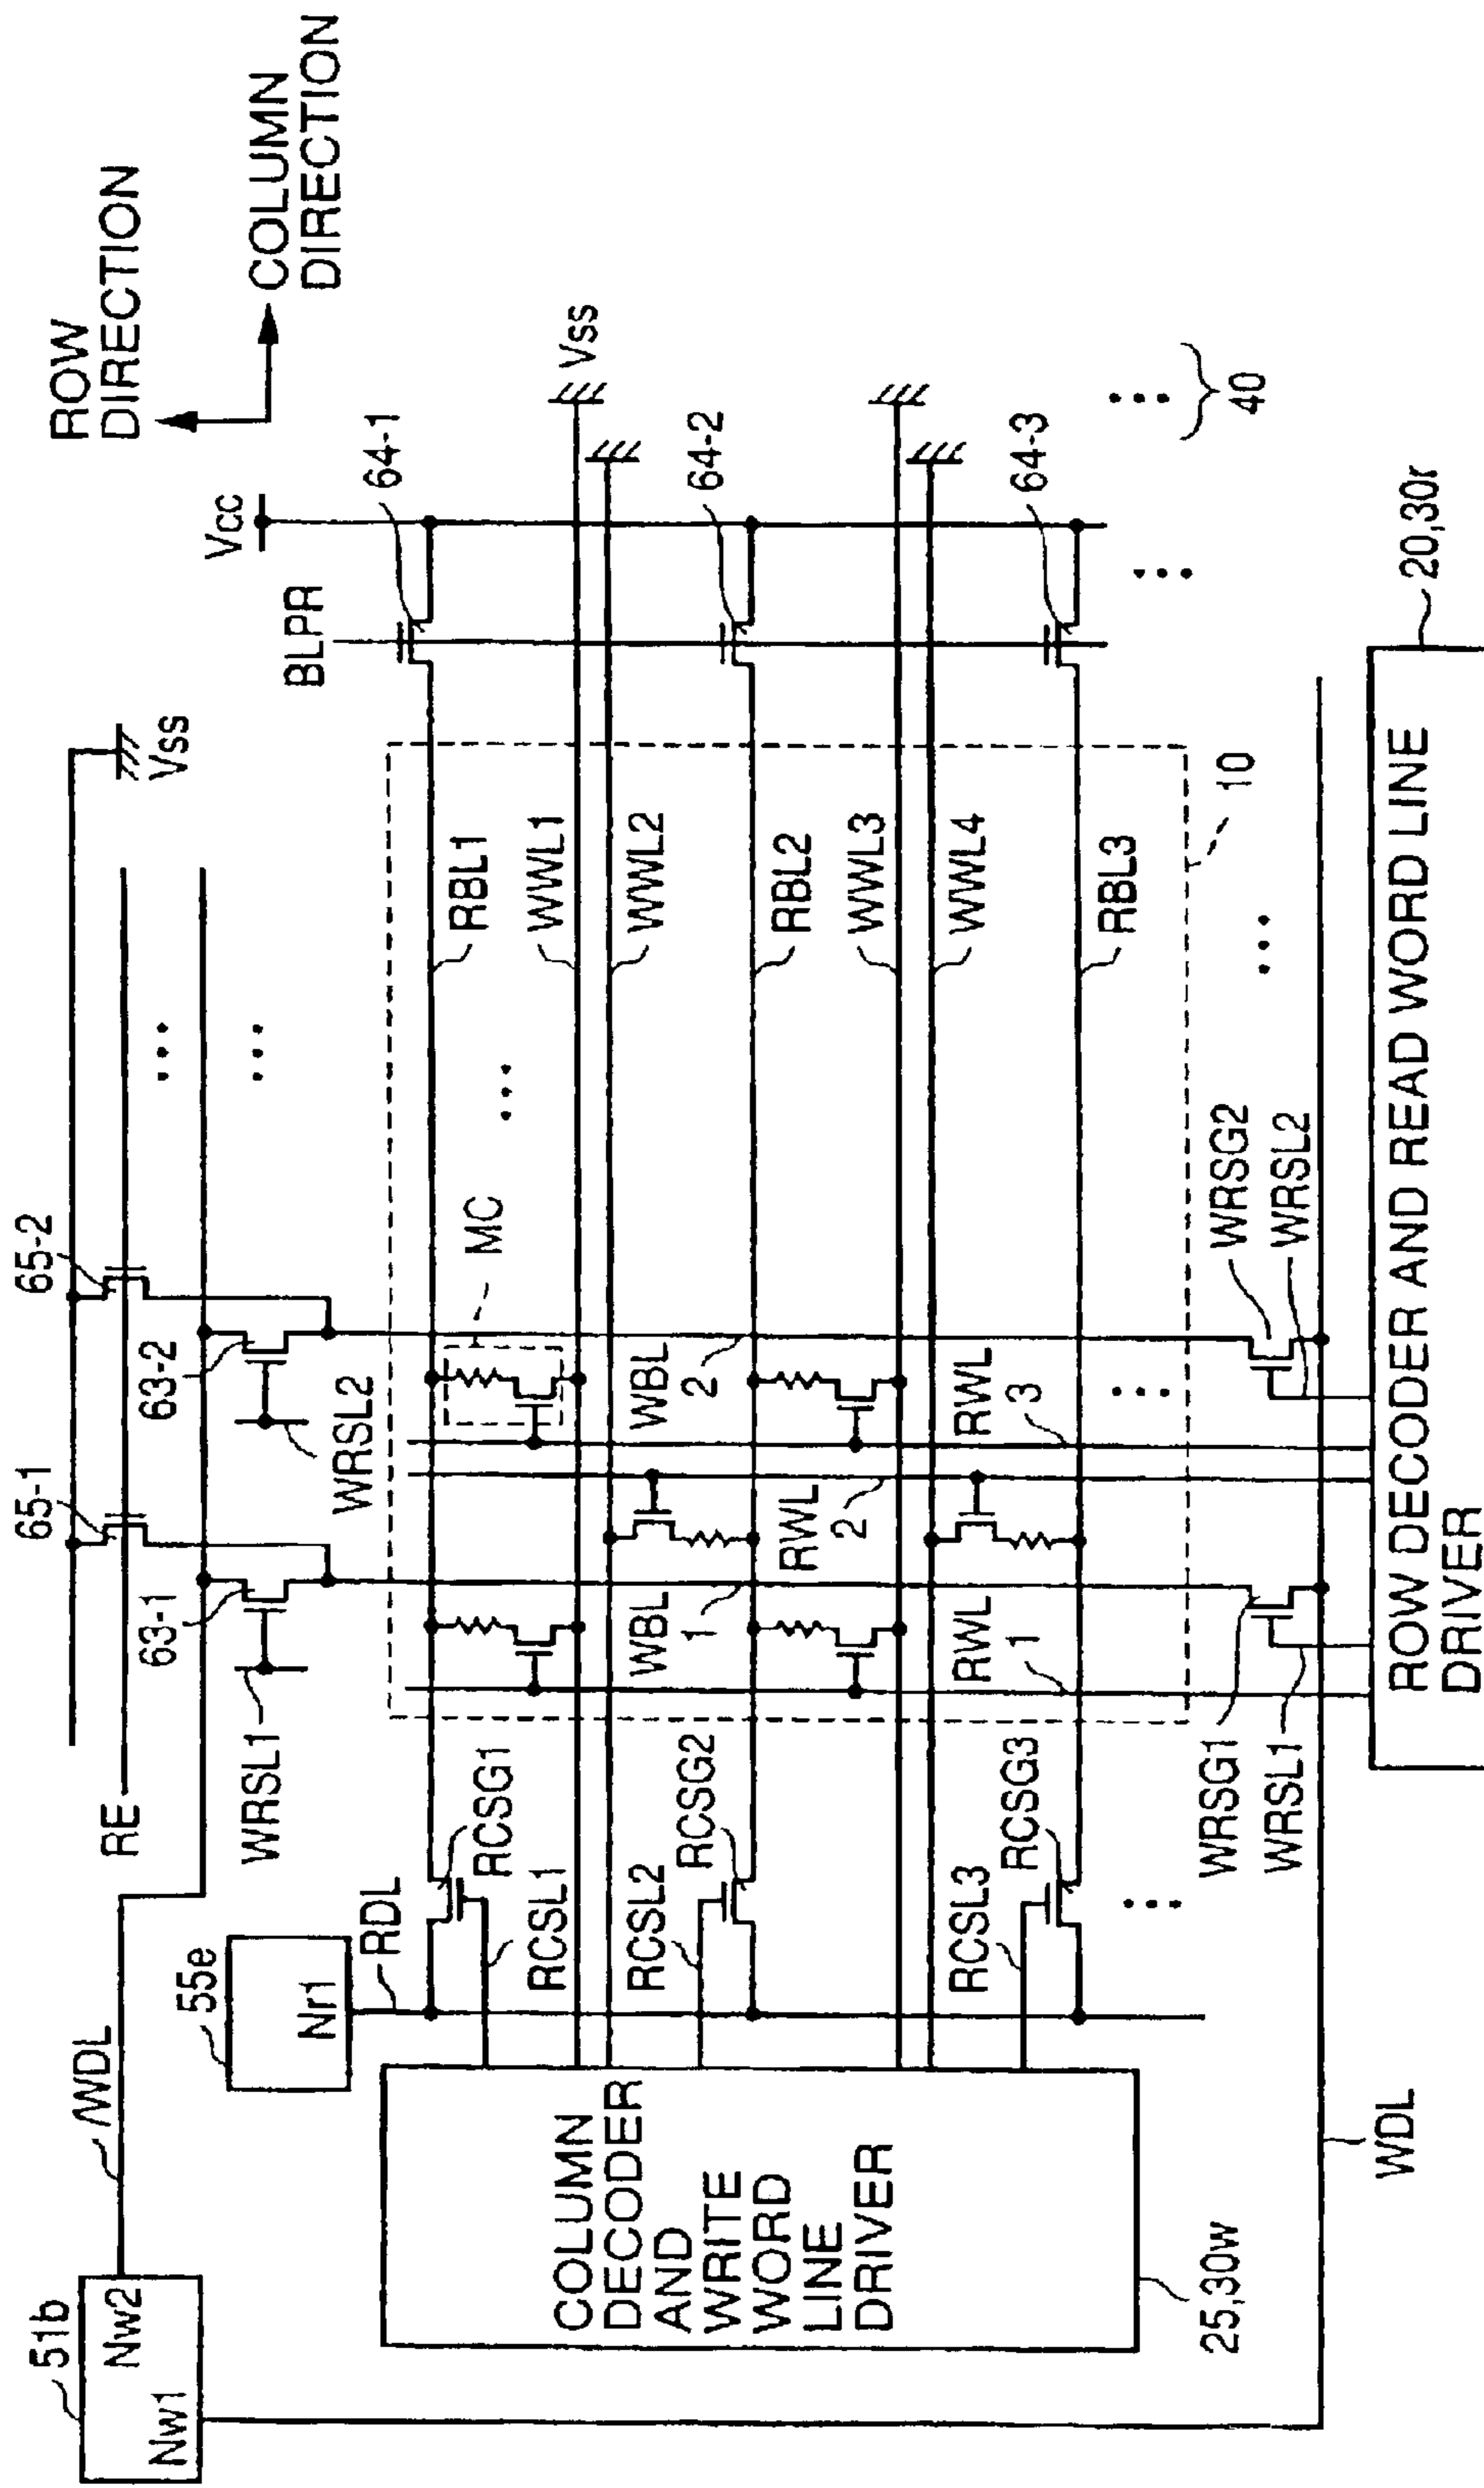 ROW
DIRECTION
COLUMN
DIRECTION
51b
Nw2
Nw1
/WDL
55e
Nr1
RDL
RE
WRSL1
63-1
65-1
WRSL2
63-2
65-2
Vss
Vcc
BLPR
64-1
Vss
64-2
64-3
40
COLUMN
DECODER
AND
WRITE
WORD
LINE
DRIVER
25,30w
RCSG1
RCSL1
RCSL2
RCSG2
RCSL3
RCSG3
MC
RBL1
WWL1
WWL2
RBL2
WWL3
WWL4
RBL3
10
WBL
1
WBL
2
RWL
1
RWL
2
RWL
3
WRSG1
WRSL1
WRSG2
WRSL2
WDL
20,30r
ROW DECODER AND READ WORD LINE
DRIVER